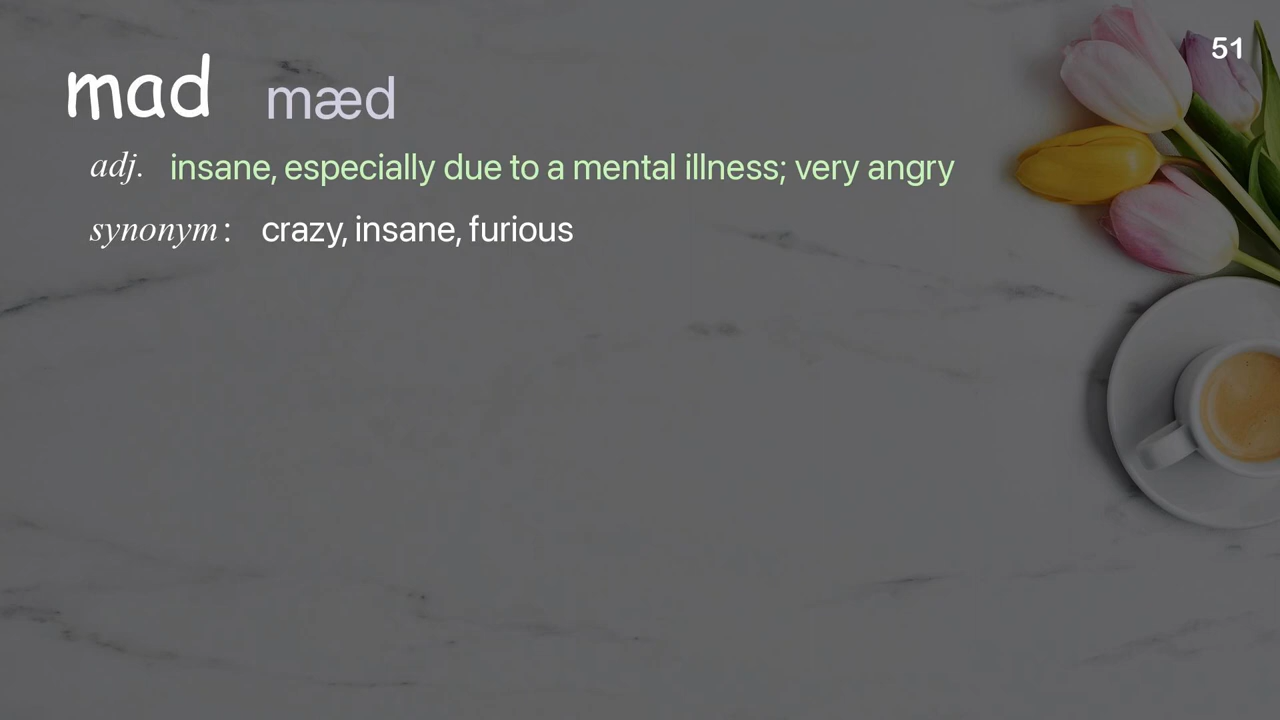 51
mad mæd
adj. insane, especially due to a mental illness; very angry
synonym: crazy, insane, furious